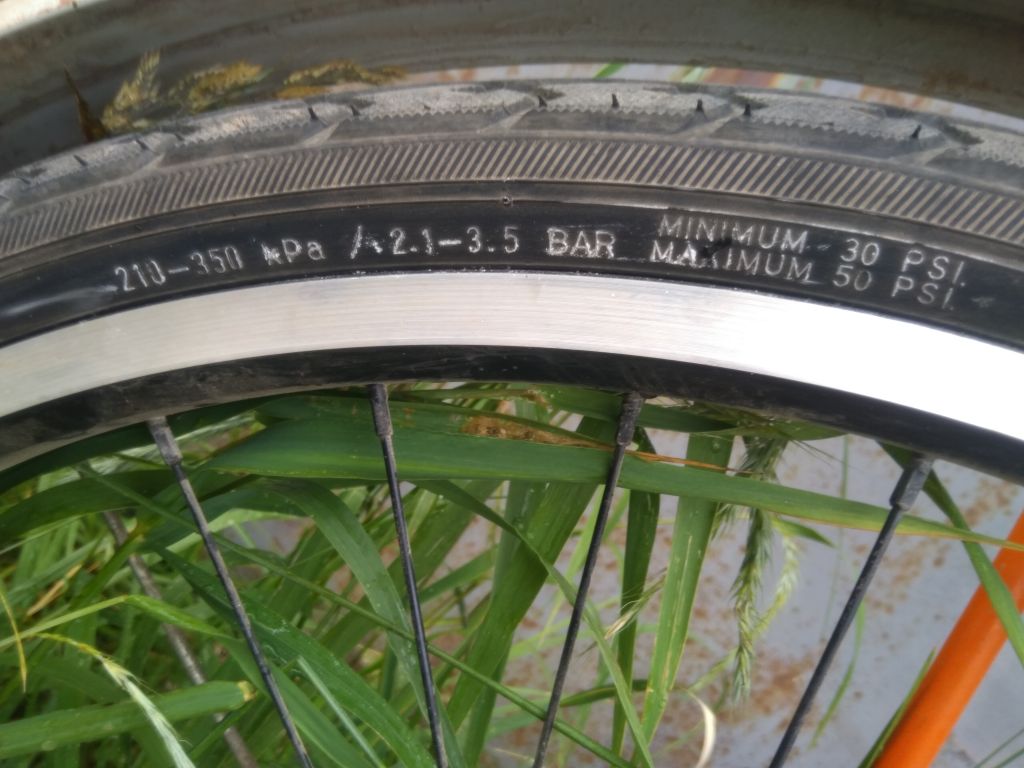 210-350 kPa / 2.1-3.5 BAR MINIMUM 30 PSI
MAXIMUM 50 PSI